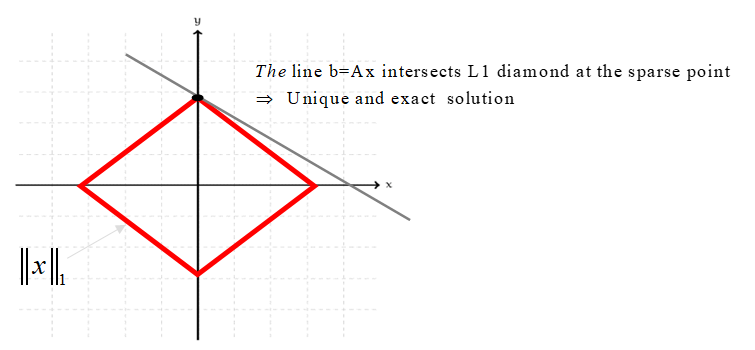 y
The line b=Ax intersects L1 diamond at the sparse point
⇒ Unique and exact solution
x
‖x‖₁